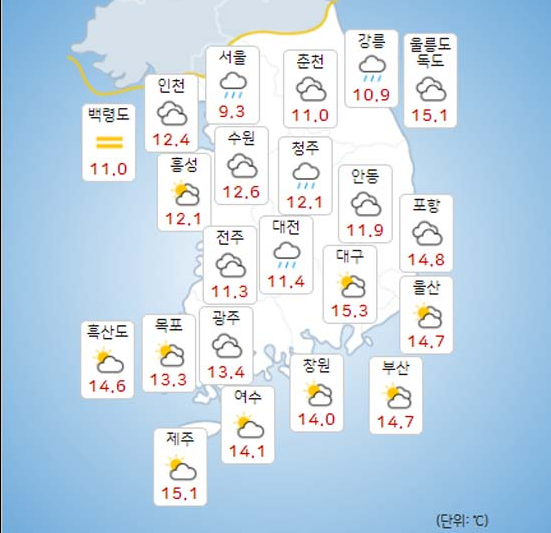 강릉
10.9
울릉도
독도
15.1
서울
9.3
춘천
11.0
인천
12.4
백령도
11.0
수원
12.6
청주
12.1
홍성
12.1
안동
11.9
포항
14.8
전주
11.3
대전
11.4
대구
15.3
울산
14.7
흑산도
14.6
목포
13.3
광주
13.4
창원
14.0
부산
14.7
여수
14.1
제주
15.1
(단위: ℃)